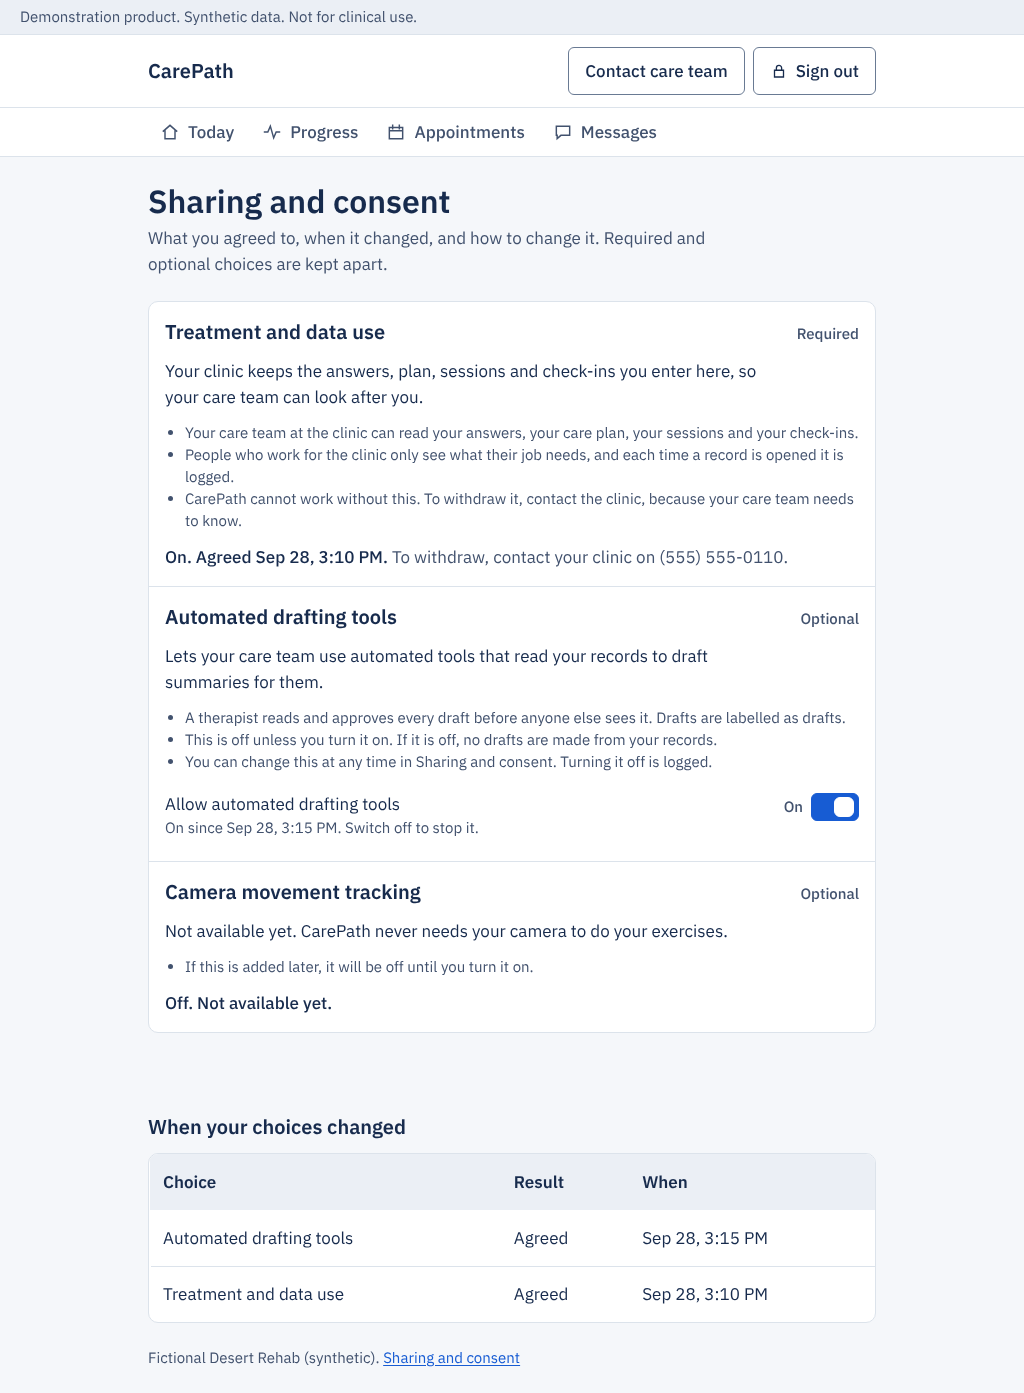 Demonstration product. Synthetic data. Not for clinical use.
CarePath
Contact care team
Sign out
Today
Progress
Appointments
Messages
Sharing and consent
What you agreed to, when it changed, and how to change it. Required and
optional choices are kept apart.
Treatment and data use
Required
Your clinic keeps the answers, plan, sessions and check-ins you enter here, so
your care team can look after you.
Your care team at the clinic can read your answers, your care plan, your sessions and your check-ins.
People who work for the clinic only see what their job needs, and each time a record is opened it is
logged.
CarePath cannot work without this. To withdraw it, contact the clinic, because your care team needs
to know.
On. Agreed Sep 28, 3:10 PM. To withdraw, contact your clinic on (555) 555-0110.
Automated drafting tools
Optional
Lets your care team use automated tools that read your records to draft
summaries for them.
A therapist reads and approves every draft before anyone else sees it. Drafts are labelled as drafts.
This is off unless you turn it on. If it is off, no drafts are made from your records.
You can change this at any time in Sharing and consent. Turning it off is logged.
Allow automated drafting tools
On
On since Sep 28, 3:15 PM. Switch off to stop it.
Camera movement tracking
Optional
Not available yet. CarePath never needs your camera to do your exercises.
If this is added later, it will be off until you turn it on.
Off. Not available yet.
When your choices changed
Choice Result When
Automated drafting tools Agreed Sep 28, 3:15 PM
Treatment and data use Agreed Sep 28, 3:10 PM
Fictional Desert Rehab (synthetic). Sharing and consent